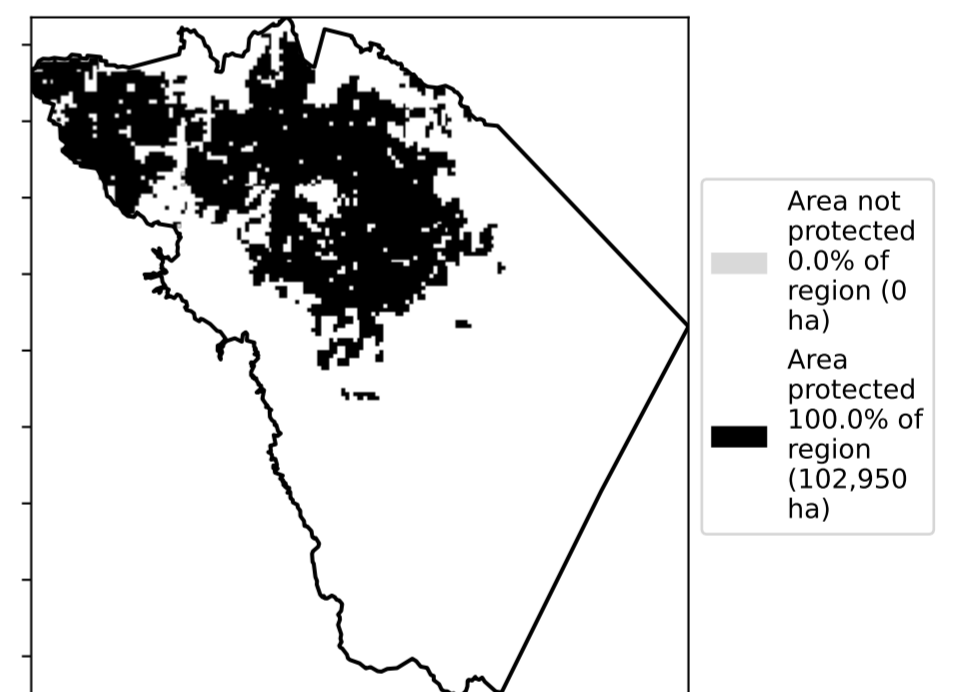 Area not
protected
0.0% of
region (0
ha)
Area
protected
100.0% of
region
(102,950
ha)